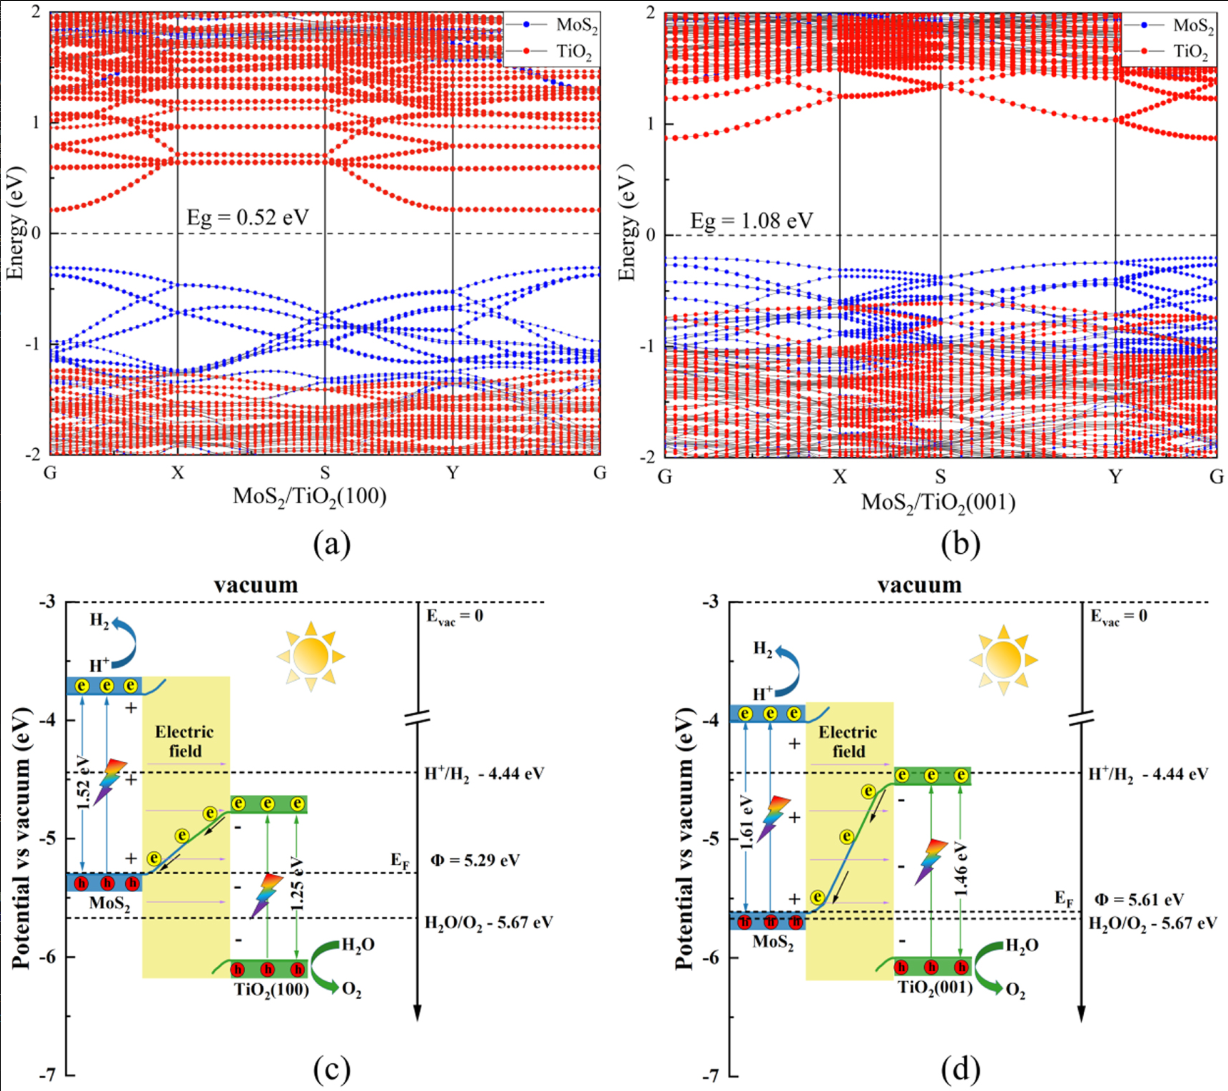 2
1
0
-1
-2
Energy (eV)
MoS₂
TiO₂
Eg = 0.52 eV
G X S Y G
MoS₂/TiO₂(100)
(a)
2
1
0
-1
-2
Energy (eV)
MoS₂
TiO₂
Eg = 1.08 eV
G X S Y G
MoS₂/TiO₂(001)
(b)
vacuum
-3
-4
-5
-6
-7
Potential vs vacuum (eV)
Evac = 0
H₂
H⁺
e e e
+
Electric
field
1.52 eV
+
H⁺/H₂ - 4.44 eV
e
e e e
e
-
+
e
EF Φ = 5.29 eV
h h h
MoS₂
-
1.25 eV
H₂O/O₂ - 5.67 eV
-
H₂O
h h h
TiO₂(100)
O₂
(c)
vacuum
-3
-4
-5
-6
-7
Potential vs vacuum (eV)
Evac = 0
H₂
H⁺
e e e
+
Electric
field
H⁺/H₂ - 4.44 eV
e e e
e
-
1.61 eV
+
e
-
1.46 eV
+
e
EF Φ = 5.61 eV
H₂O/O₂ - 5.67 eV
h h h
MoS₂
-
H₂O
h h h
TiO₂(001)
O₂
(d)